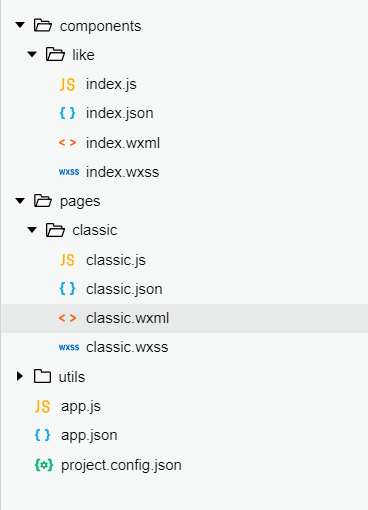 components
like
JS index.js
{ } index.json
< > index.wxml
wxss index.wxss
pages
classic
JS classic.js
{ } classic.json
< > classic.wxml
wxss classic.wxss
utils
JS app.js
{ } app.json
{ } project.config.json